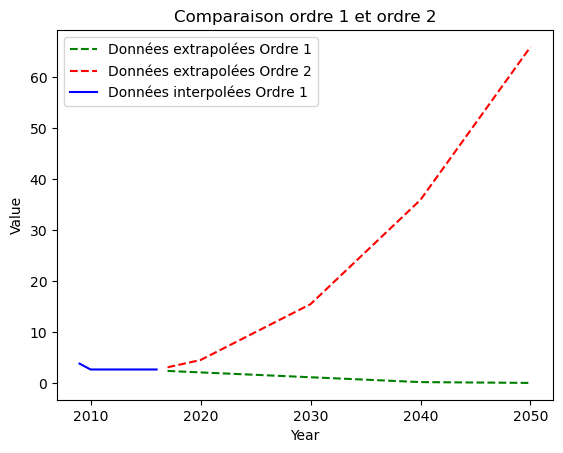 Comparaison ordre 1 et ordre 2
Données extrapolées Ordre 1
Données extrapolées Ordre 2
Données interpolées Ordre 1
Value
60
50
40
30
20
10
0
2010 2020 2030 2040 2050
Year